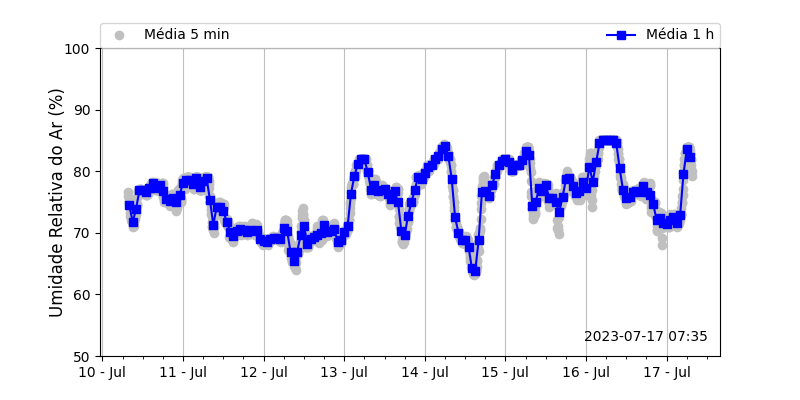 Média 5 min
Média 1 h
Umidade Relativa do Ar (%)
100
90
80
70
60
50
2023-07-17 07:35
10 - Jul
11 - Jul
12 - Jul
13 - Jul
14 - Jul
15 - Jul
16 - Jul
17 - Jul